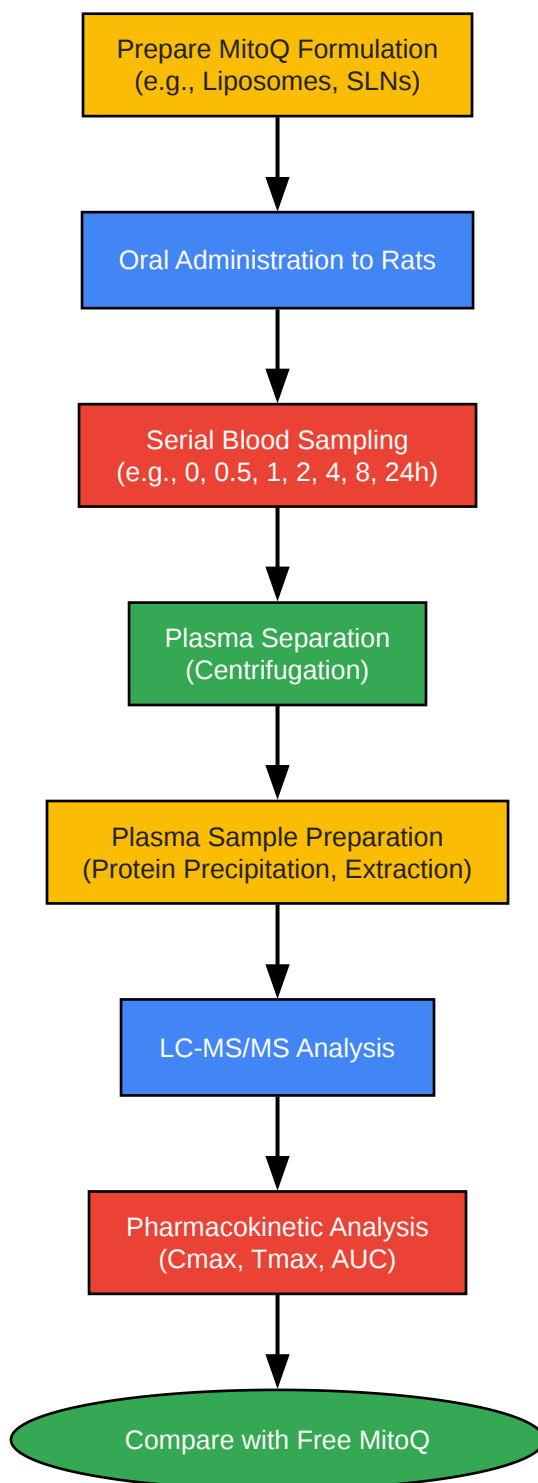 Prepare MitoQ Formulation
(e.g., Liposomes, SLNs)
Oral Administration to Rats
Serial Blood Sampling
(e.g., 0, 0.5, 1, 2, 4, 8, 24h)
Plasma Separation
(Centrifugation)
Plasma Sample Preparation
(Protein Precipitation, Extraction)
LC-MS/MS Analysis
Pharmacokinetic Analysis
(Cmax, Tmax, AUC)
Compare with Free MitoQ